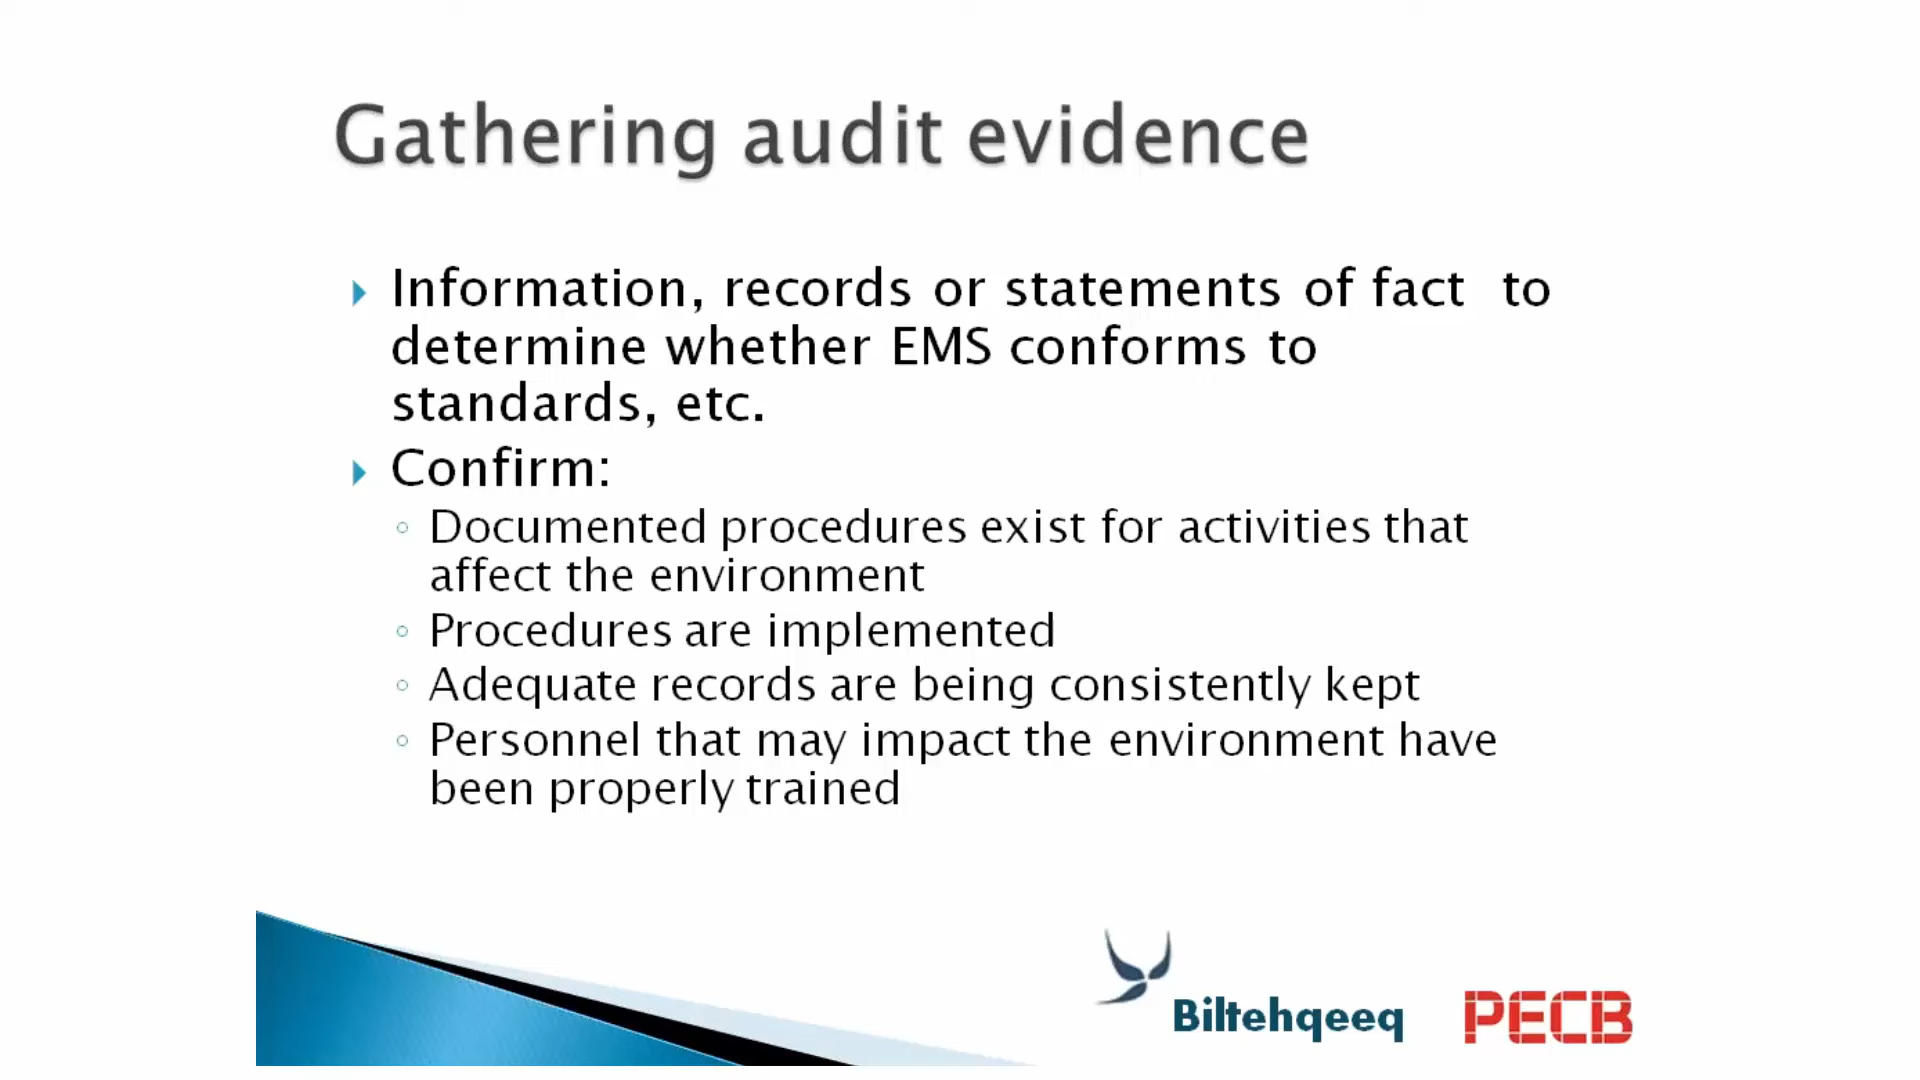 Gathering audit evidence
Information, records or statements of fact to
determine whether EMS conforms to
standards, etc.
Confirm:
Documented procedures exist for activities that
affect the environment
Procedures are implemented
Adequate records are being consistently kept
Personnel that may impact the environment have
been properly trained
Biltehqeeq
PECB